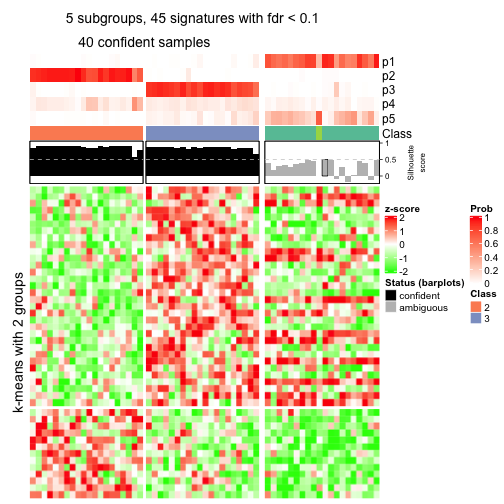 5 subgroups, 45 signatures with fdr < 0.1
40 confident samples
p1
p2
p3
p4
p5
Class
1
0.5
0
Silhouette
score
k-means with 2 groups
z-score
2
1
0
-1
-2
Status (barplots)
confident
ambiguous
Prob
1
0.8
0.6
0.4
0.2
0
Class
2
3